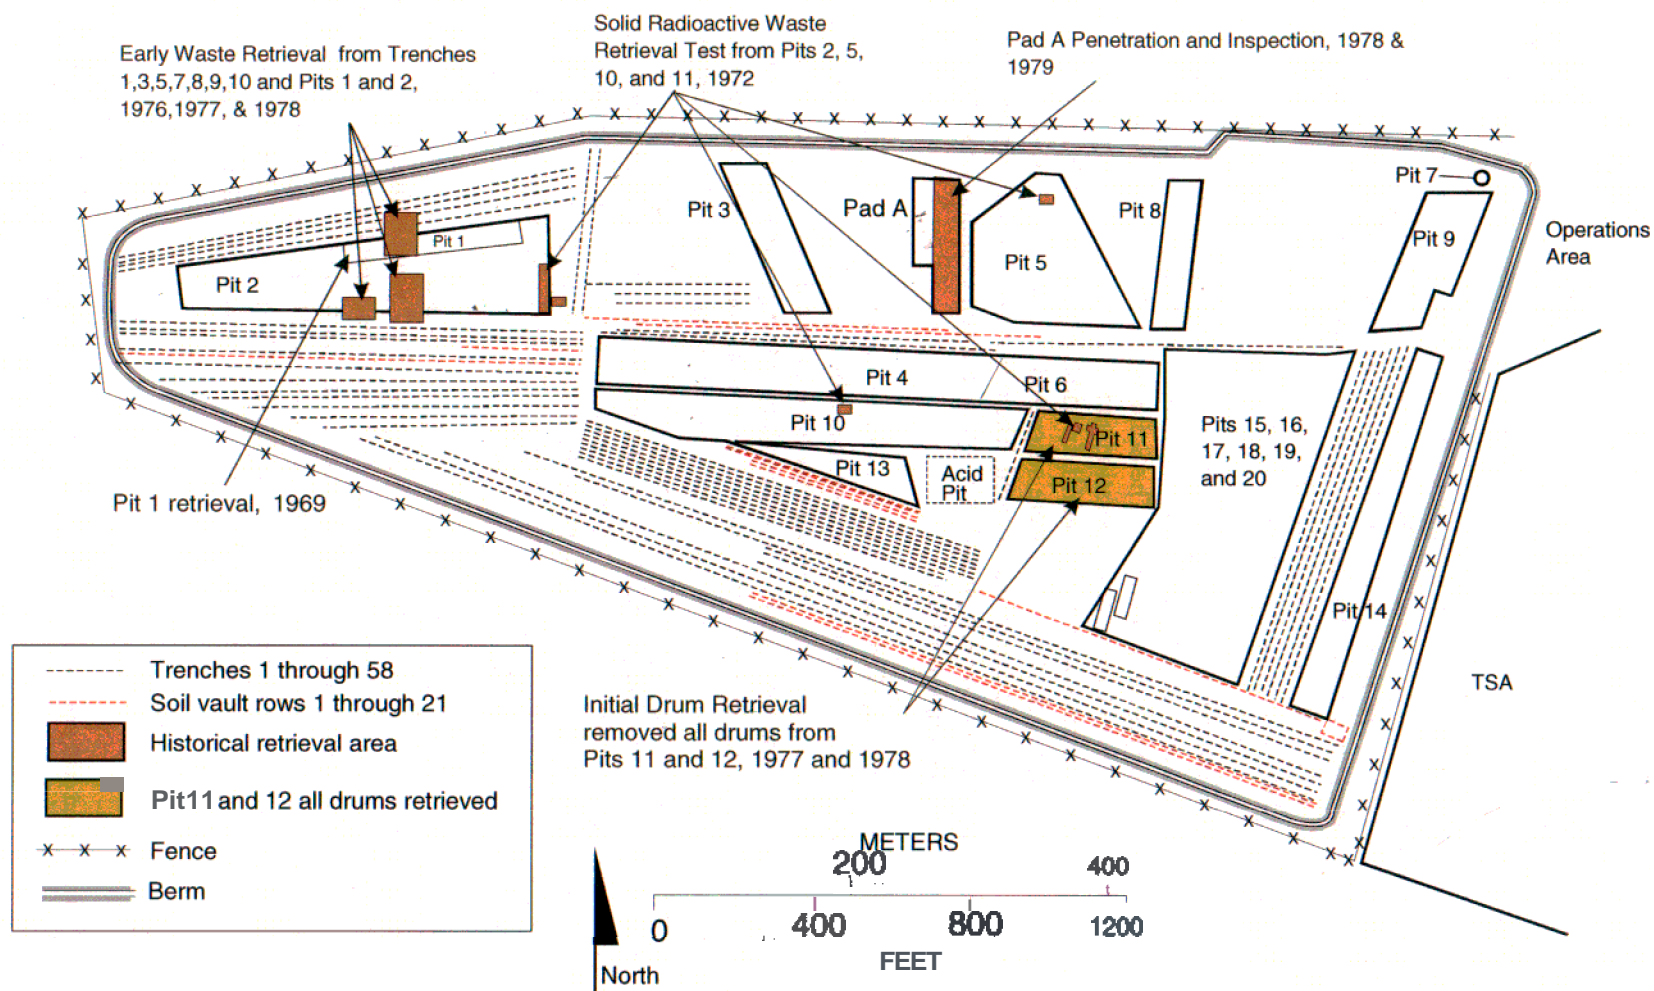 Early Waste Retrieval from Trenches
1,3,5,7,8,9,10 and Pits 1 and 2,
1976,1977, & 1978
Solid Radioactive Waste
Retrieval Test from Pits 2, 5,
10, and 11, 1972
Pad A Penetration and Inspection, 1978 &
1979
Pit 7
Pit 3
Pad A
Pit 8
Pit 9
Operations
Area
Pit 1
Pit 2
Pit 5
Pit 4
Pit 6
Pit 10
Pit 11
Pits 15, 16,
17, 18, 19,
and 20
Pit 13
Acid
Pit
Pit 12
Pit 1 retrieval, 1969
Pit 14
TSA
Initial Drum Retrieval
removed all drums from
Pits 11 and 12, 1977 and 1978
Trenches 1 through 58
Soil vault rows 1 through 21
Historical retrieval area
Pit11 and 12 all drums retrieved
Fence
Berm
METERS
200
400
0
400
800
1200
FEET
North